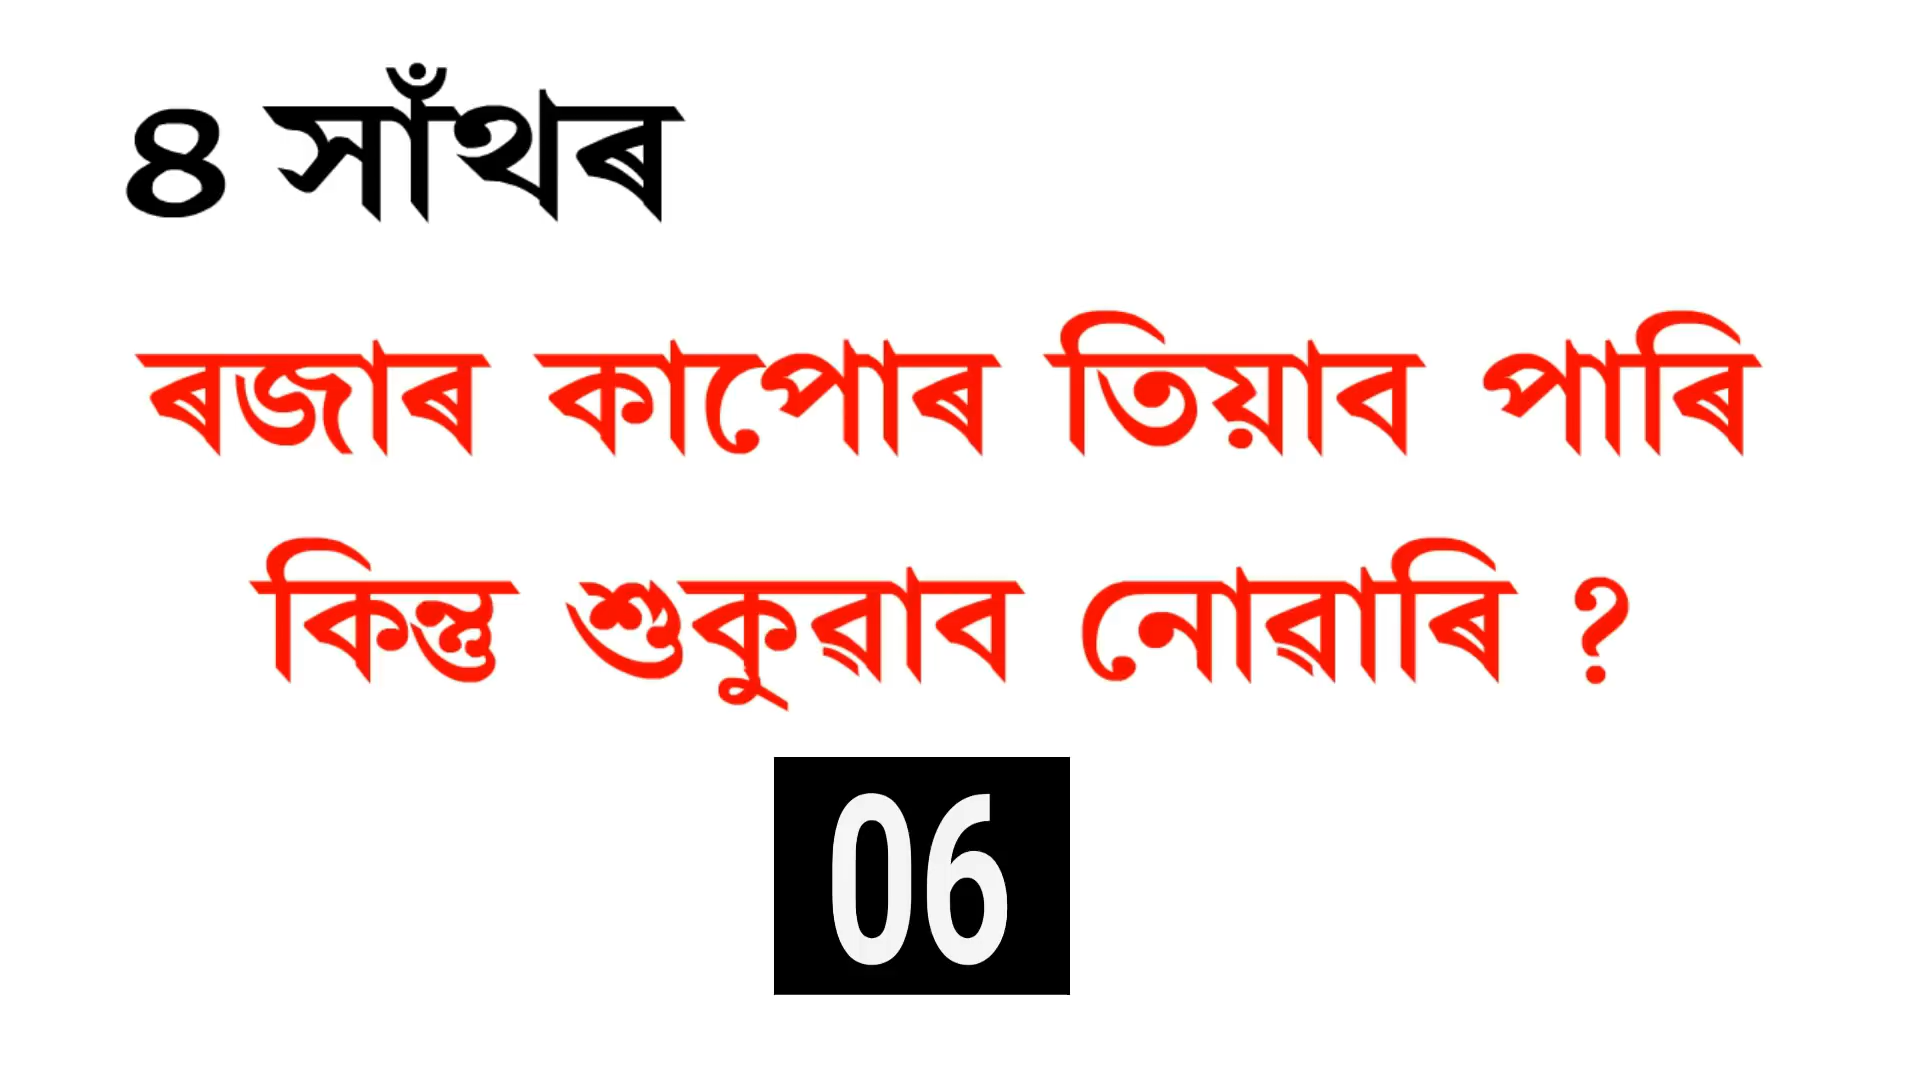 ৪ সাঁথৰ
ৰজাৰ কাপোৰ তিয়াব পাৰি
কিন্তু শুকুৱাব নোৱাৰি ?
06